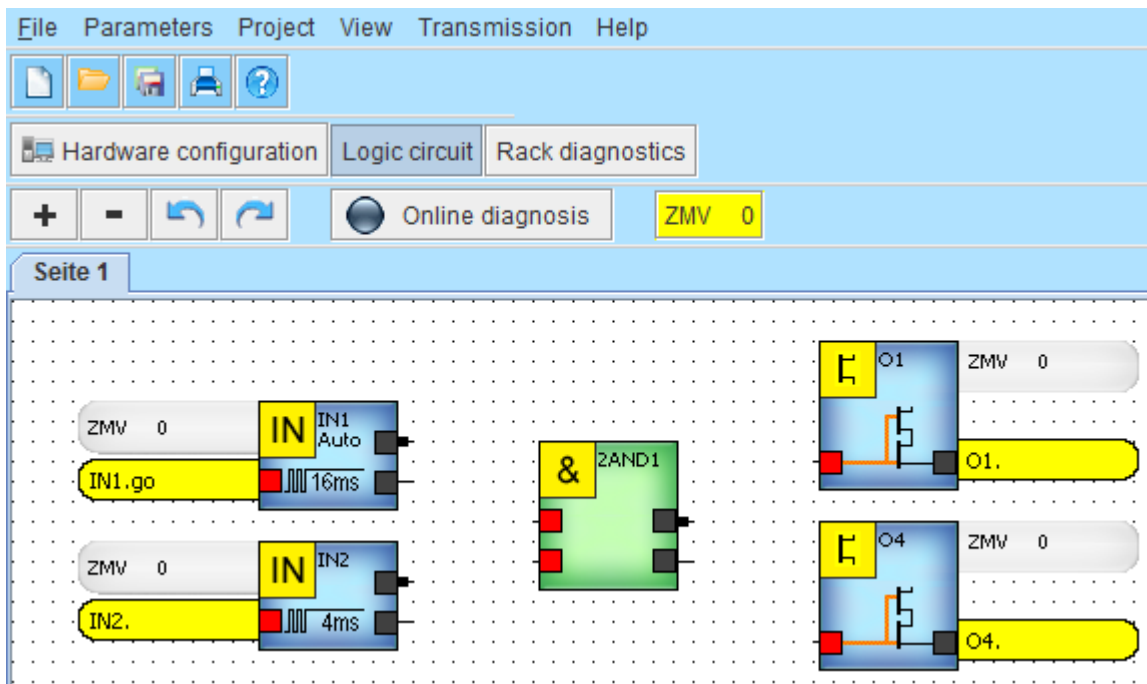 File Parameters Project View Transmission Help
Hardware configuration Logic circuit Rack diagnostics
+ - Online diagnosis ZMV 0
Seite 1
O1 ZMV 0
O1.
ZMV 0 IN IN1
Auto
IN1.go 16ms
& 2AND1
O4 ZMV 0
O4.
ZMV 0 IN IN2
IN2. 4ms